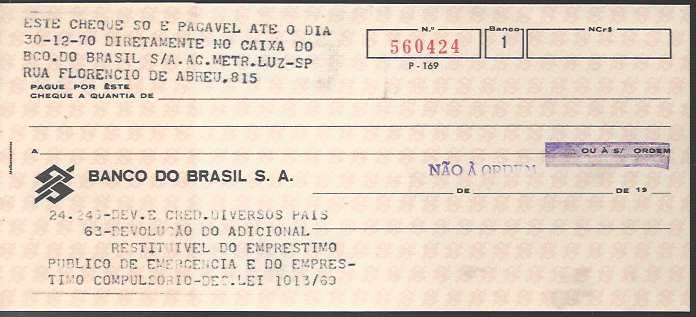 ESTE CHEQUE SO E PAGAVEL ATE O DIA
30-12-70 DIRETAMENTE NO CAIXA DO
BCO.DO BRASIL S/A.AC.METR.LUZ-SP
RUA FLORENCIO DE ABREU,815
N.º
560424
P - 169
Banco
1
NCr$
PAGUE POR ÊSTE
CHEQUE A QUANTIA DE
A
OU À S/ ORDEM
NÃO À ORDEM
BANCO DO BRASIL S. A.
DE
DE 19
24.245-DEV.E CRED.DIVERSOS PAIS
63-DEVOLUCÃO DO ADICIONAL
RESTITUIVEL DO EMPRESTIMO
PUBLICO DE EMERGENCIA E DO EMPRES-
TIMO COMPULSORIO-DEC.LEI 1013/69